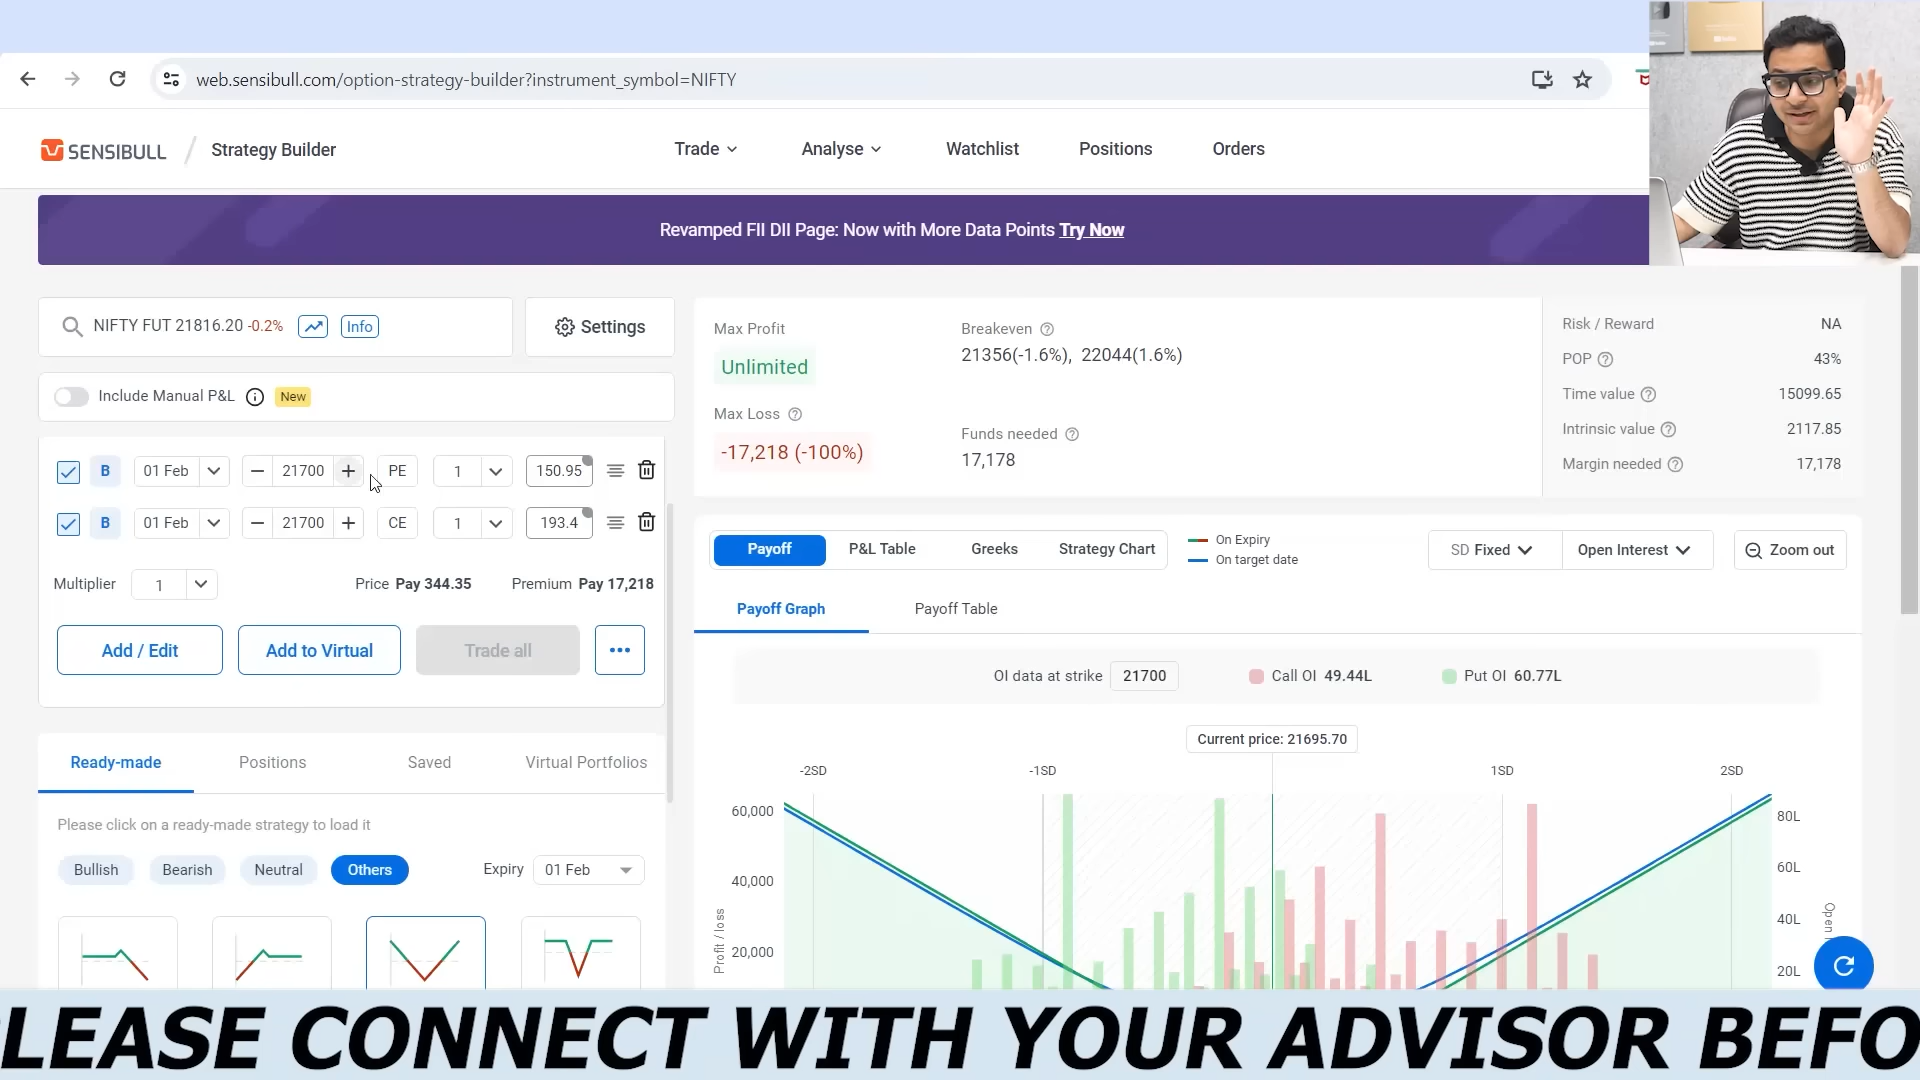 web.sensibull.com/option-strategy-builder?instrument_symbol=NIFTY
SENSIBULL / Strategy Builder
Trade
Analyse
Watchlist
Positions
Orders
Revamped FII DII Page: Now with More Data Points Try Now
NIFTY FUT 21816.20 -0.2%
Info
Settings
Include Manual P&L
New
B 01 Feb − 21700 + PE 1 150.95
B 01 Feb − 21700 + CE 1 193.4
Multiplier 1 Price Pay 344.35 Premium Pay 17,218
Add / Edit
Add to Virtual
Trade all
Ready-made
Positions
Saved
Virtual Portfolios
Please click on a ready-made strategy to load it
Bullish
Bearish
Neutral
Others
Expiry 01 Feb
Max Profit
Unlimited
Max Loss
-17,218 (-100%)
Breakeven
21356(-1.6%), 22044(1.6%)
Funds needed
17,178
Risk / Reward NA
POP 43%
Time value 15099.65
Intrinsic value 2117.85
Margin needed 17,178
Payoff
P&L Table
Greeks
Strategy Chart
On Expiry
On target date
SD Fixed
Open Interest
Zoom out
Payoff Graph
Payoff Table
OI data at strike 21700 Call OI 49.44L Put OI 60.77L
Current price: 21695.70
-2SD
-1SD
1SD
2SD
60,000
40,000
20,000
Profit / loss
80L
60L
40L
20L
Open
LEASE CONNECT WITH YOUR ADVISOR BEFO